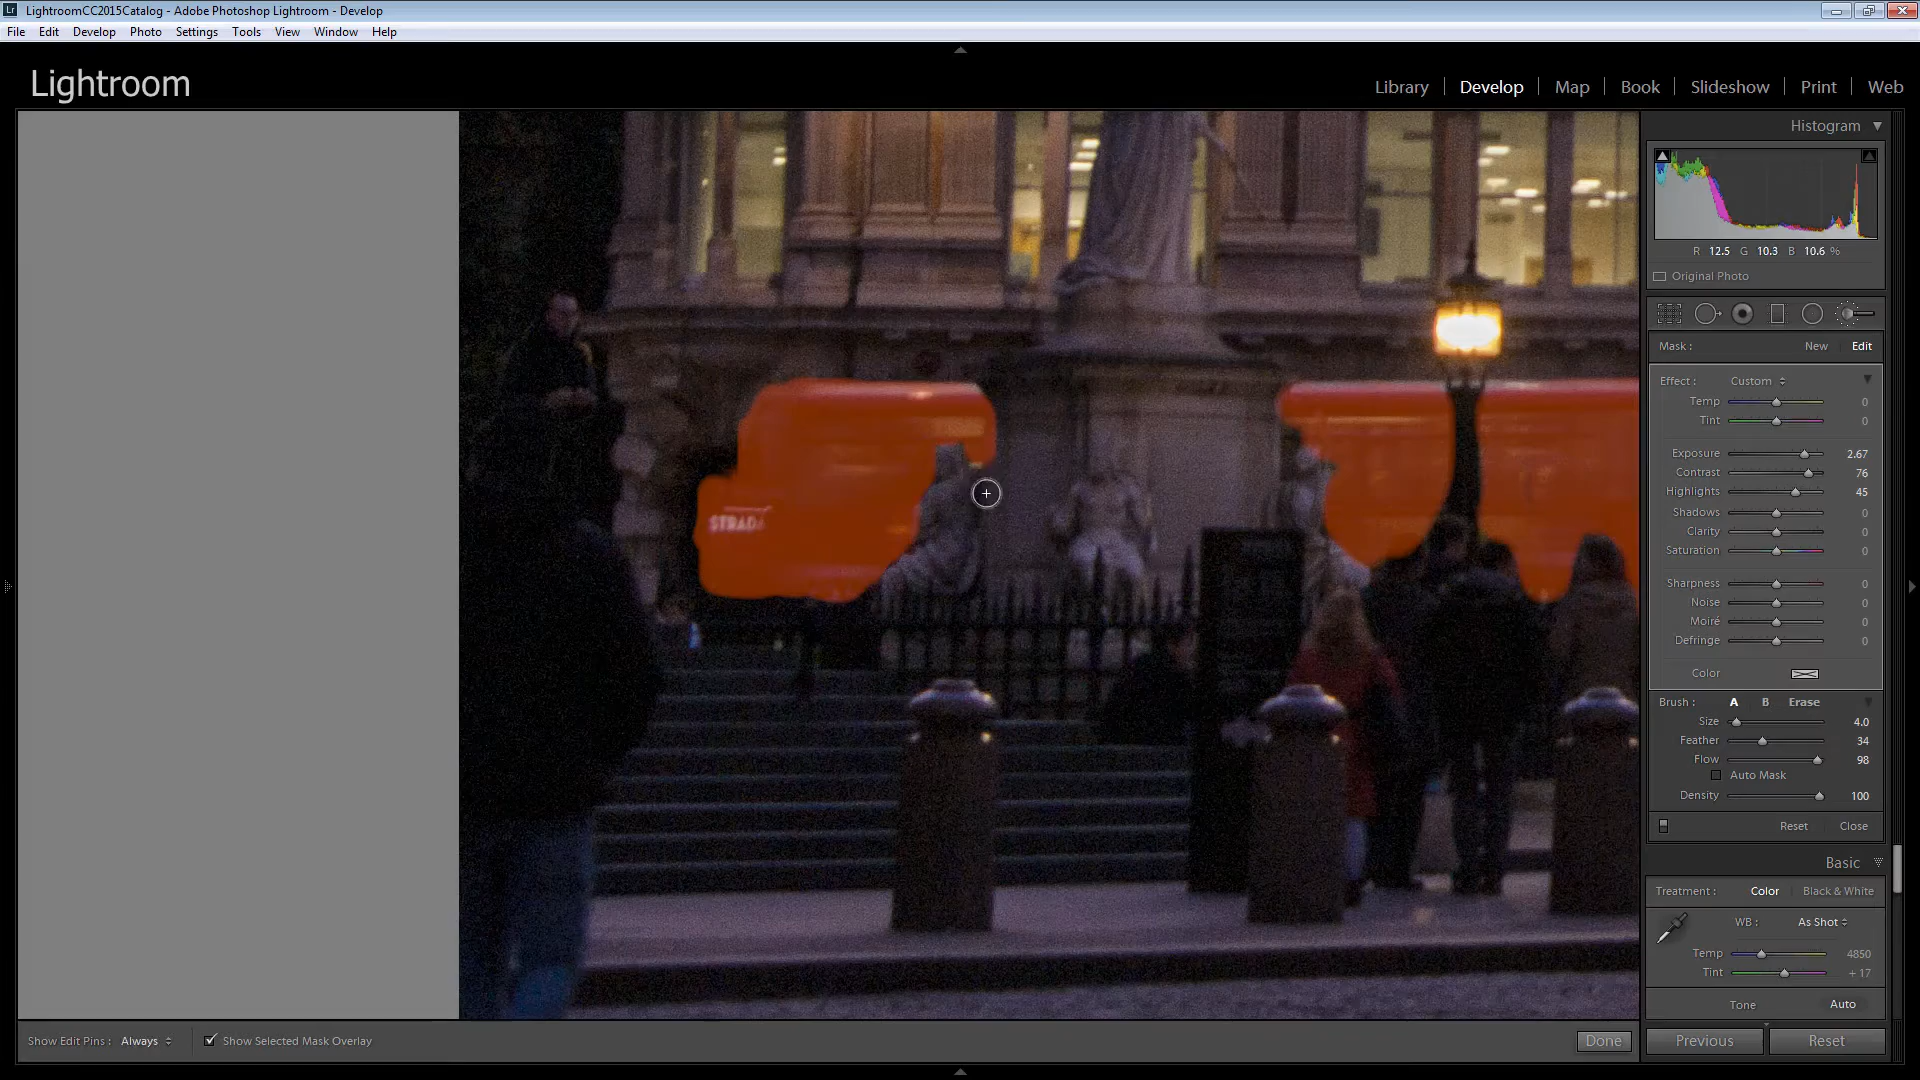 LightroomCC2015Catalog - Adobe Photoshop Lightroom - Develop
File Edit Develop Photo Settings Tools View Window Help
Lightroom
Library Develop Map Book Slideshow Print Web
Histogram
R 12.5 G 10.3 B 10.6 %
Original Photo
Mask : New Edit
Effect : Custom
Temp 0
Tint 0
Exposure 2.67
Contrast 76
Highlights 45
Shadows 0
Clarity 0
Saturation 0
Sharpness 0
Noise 0
Moiré 0
Defringe 0
Color
Brush : A B Erase
Size 4.0
Feather 34
Flow 98
Auto Mask
Density 100
Reset Close
Basic
Treatment : Color Black & White
WB : As Shot
Temp 4850
Tint + 17
Tone Auto
Previous Reset
STRADA
Show Edit Pins : Always Show Selected Mask Overlay Done